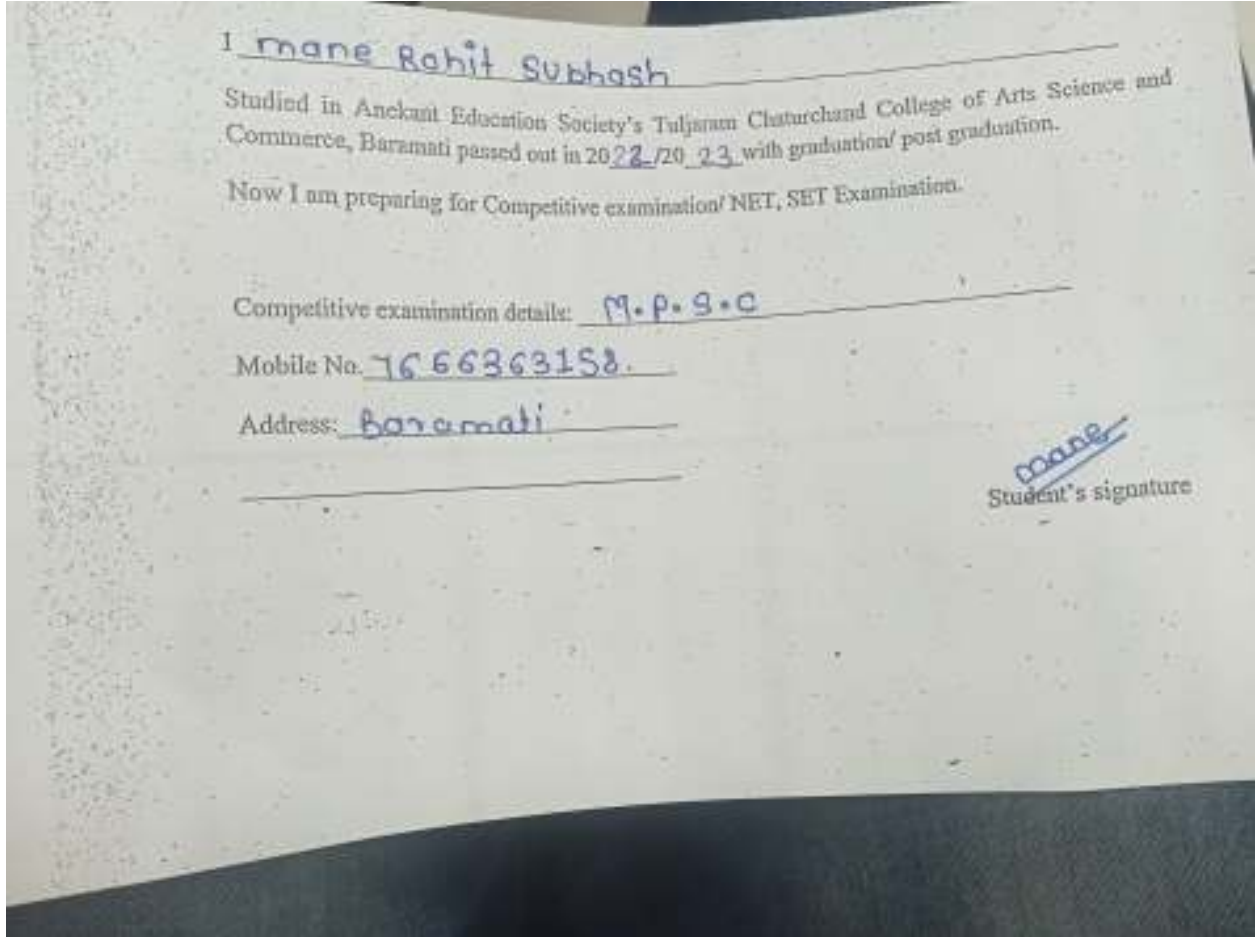 I mane Rohit Subhash
Studied in Anekant Education Society's Tuljaram Chaturchand College of Arts Science and
Commerce, Baramati passed out in 2022/20 23 with graduation/ post graduation.
Now I am preparing for Competitive examination/ NET, SET Examination.
Competitive examination details: M.P.S.C
Mobile No. 7666363158.
Address: Baramati
mane
Student's signature